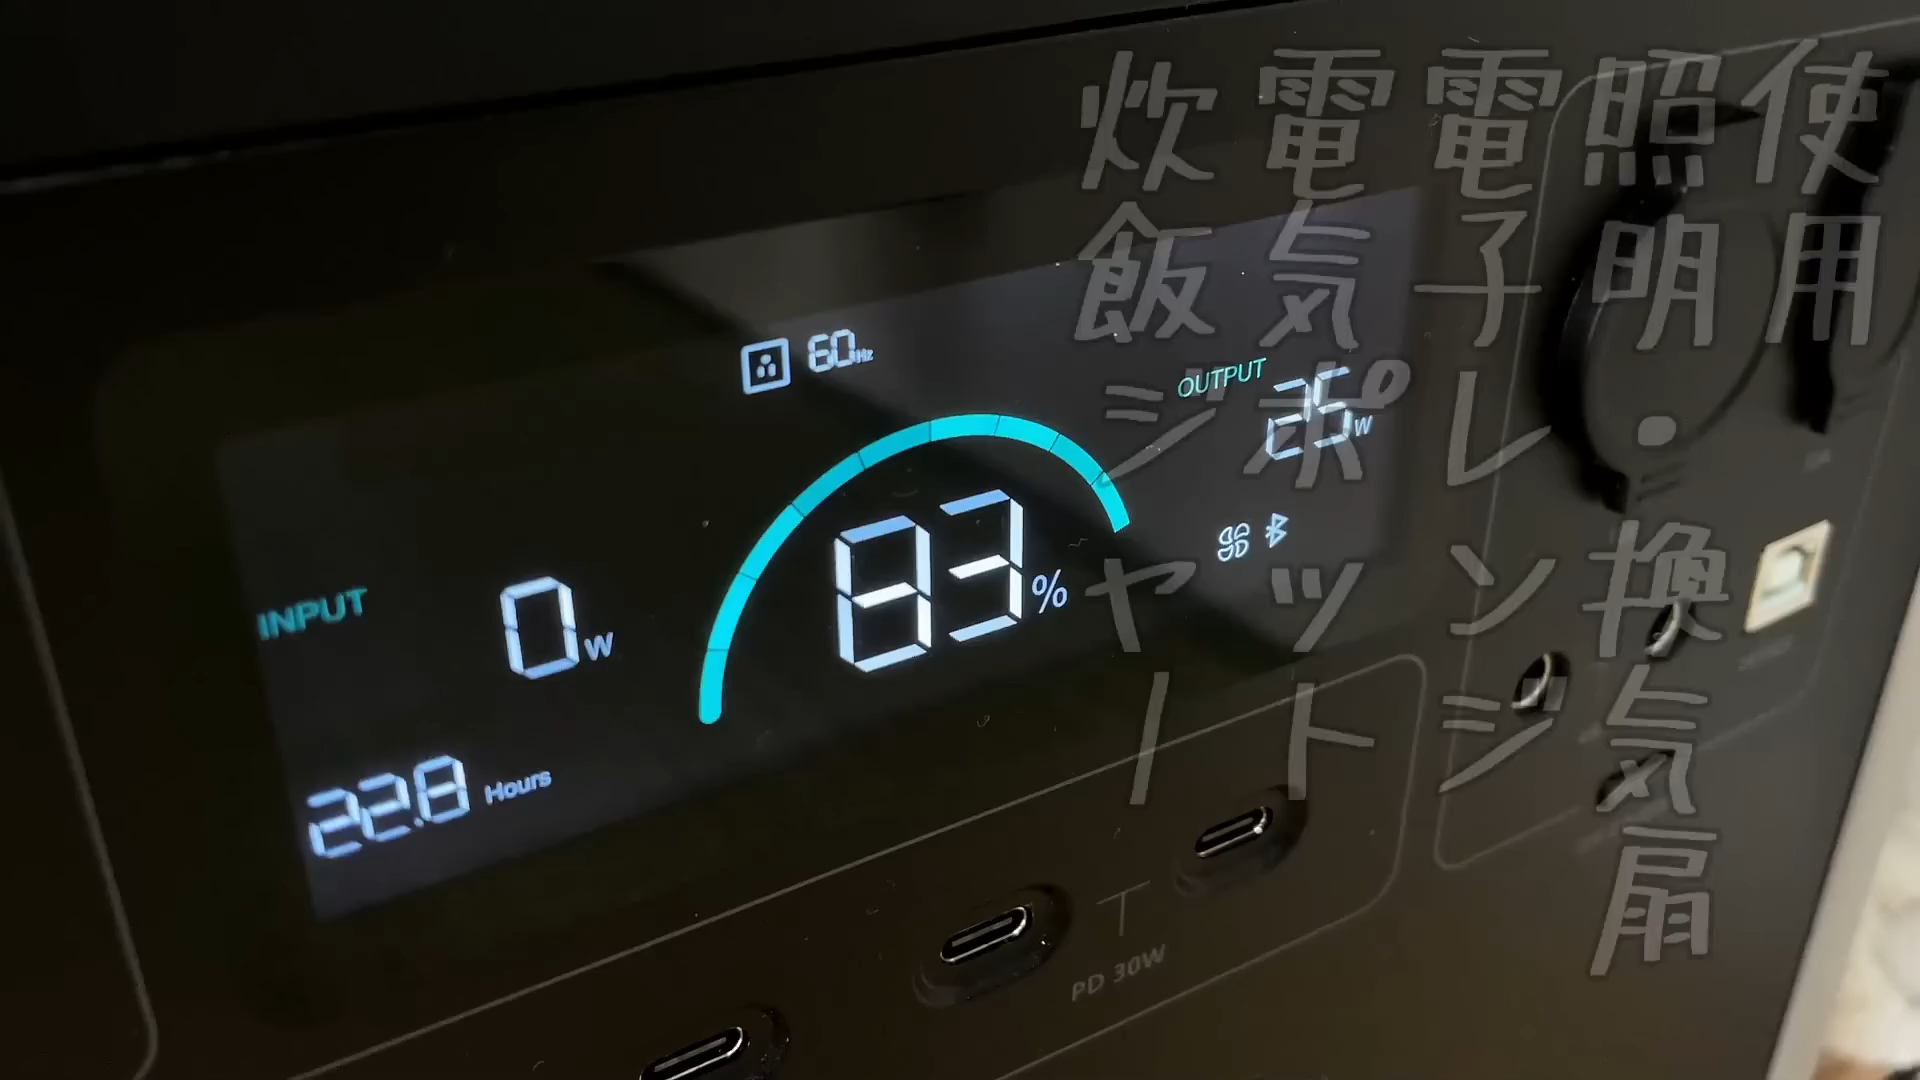 使用
照明・換気扇
電子レンジ
電気ポット
炊飯ジャー
60Hz
OUTPUT
25W
83%
INPUT
0W
22.8 Hours
PD 30W